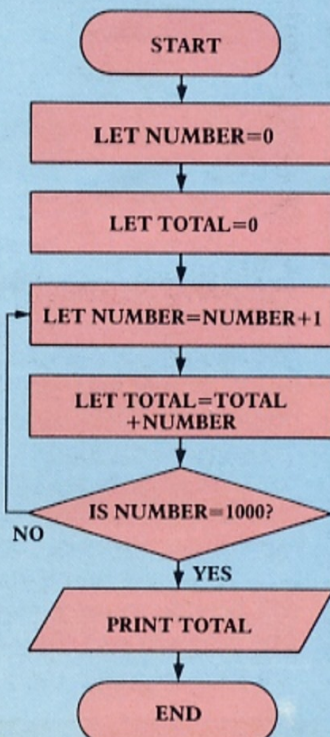 START
LET NUMBER=0
LET TOTAL=0
LET NUMBER=NUMBER+1
LET TOTAL=TOTAL
+NUMBER
IS NUMBER=1000?
NO
YES
PRINT TOTAL
END